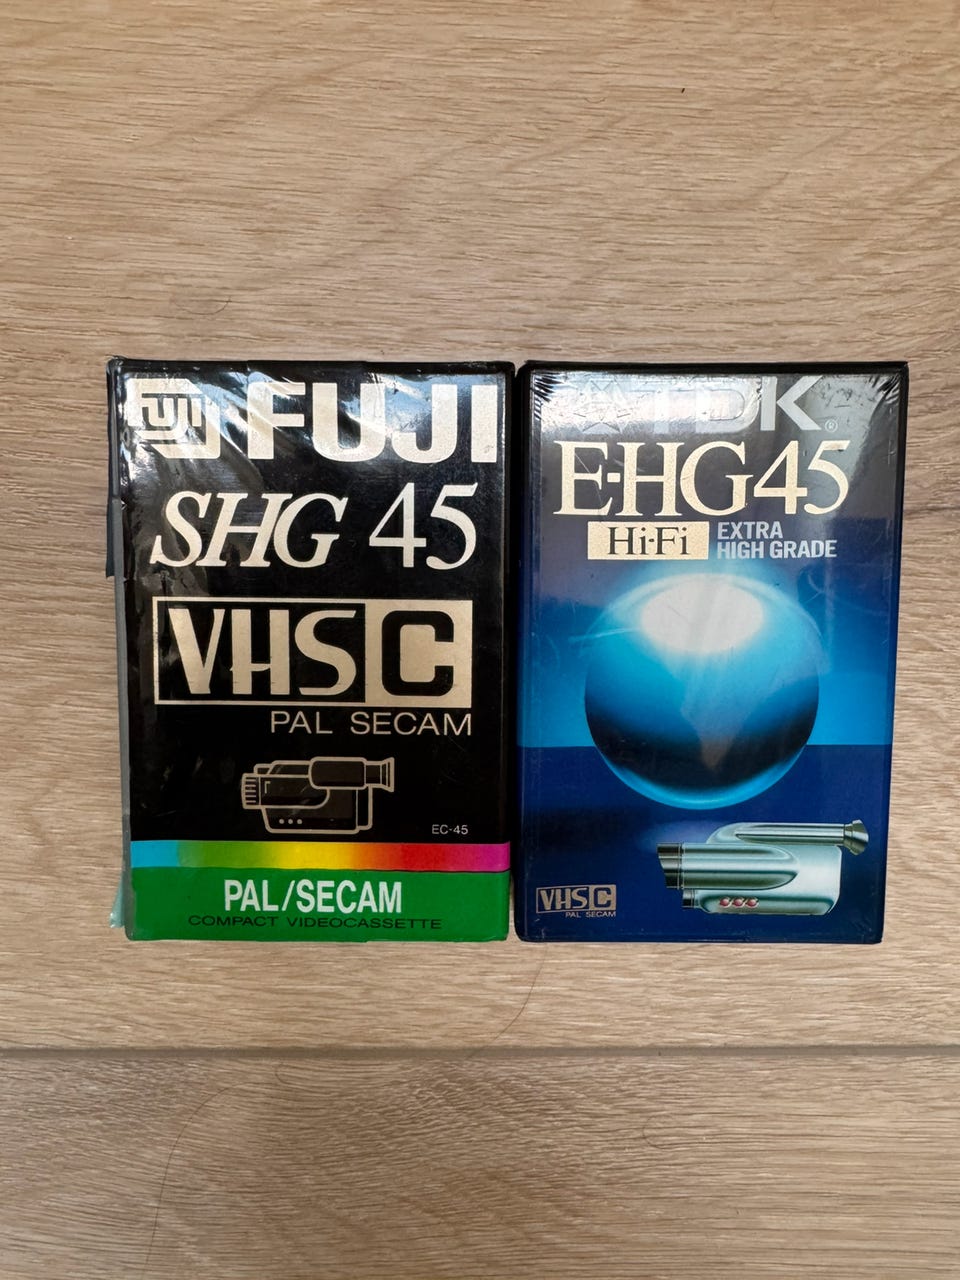 FUJI FUJI
SHG 45
VHS C
PAL SECAM
EC-45
PAL/SECAM
COMPACT VIDEOCASSETTE
TDK®
E-HG45
Hi-Fi EXTRA
HIGH GRADE
VHS C
PAL SECAM